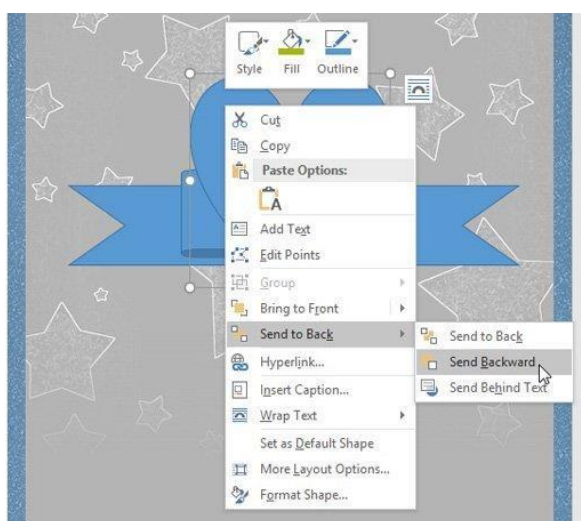 Style Fill Outline
Cut
Copy
Paste Options:
Add Text
Edit Points
Group
Bring to Front
Send to Back
Send to Back
Hyperlink...
Send Backward
Insert Caption...
Send Behind Text
Wrap Text
Set as Default Shape
More Layout Options...
Format Shape...